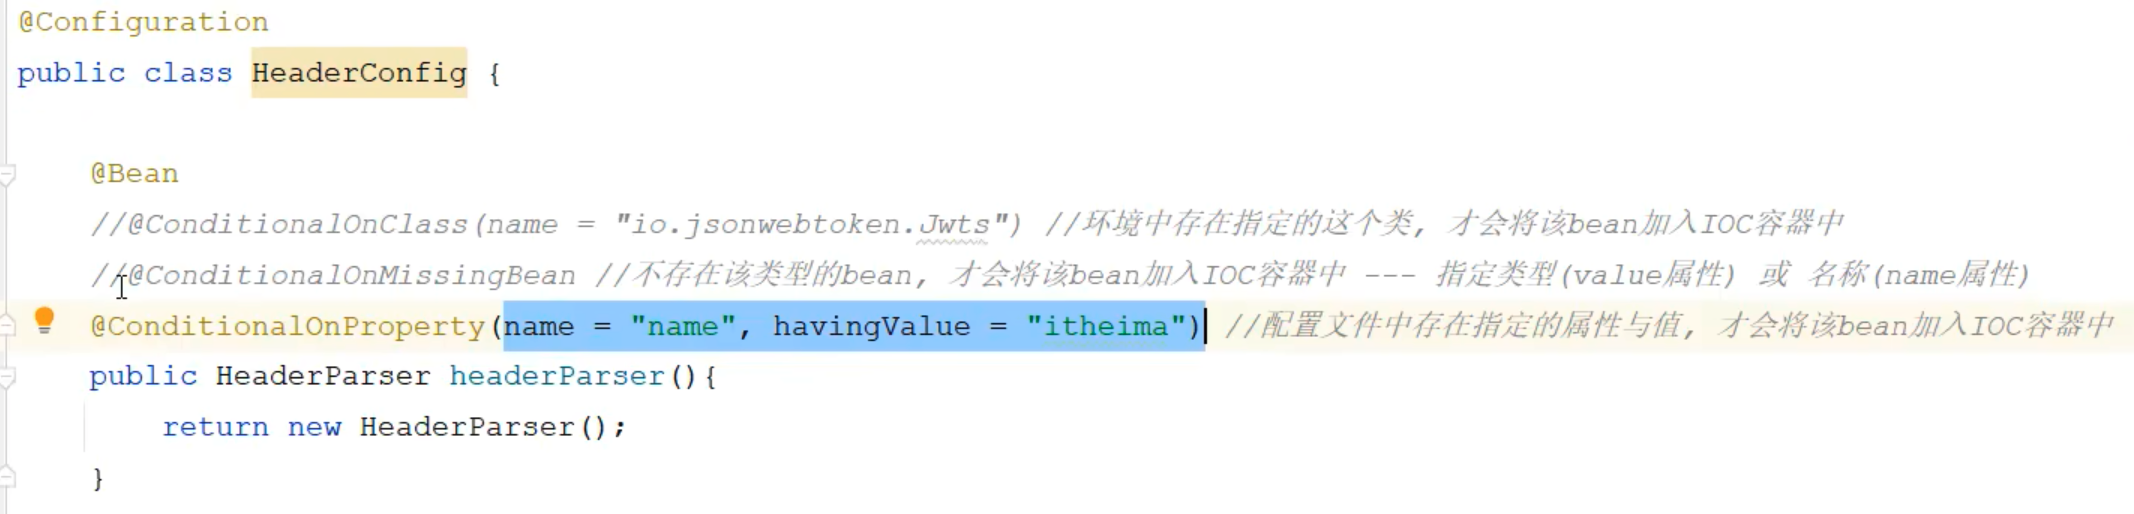 @Configuration
public class HeaderConfig {
@Bean
//@ConditionalOnClass(name = "io.jsonwebtoken.Jwts") //环境中存在指定的这个类, 才会将该bean加入IOC容器中
//@ConditionalOnMissingBean //不存在该类型的bean, 才会将该bean加入IOC容器中 --- 指定类型(value属性) 或 名称(name属性)
@ConditionalOnProperty(name = "name", havingValue = "itheima") //配置文件中存在指定的属性与值, 才会将该bean加入IOC容器中
public HeaderParser headerParser(){
return new HeaderParser();
}